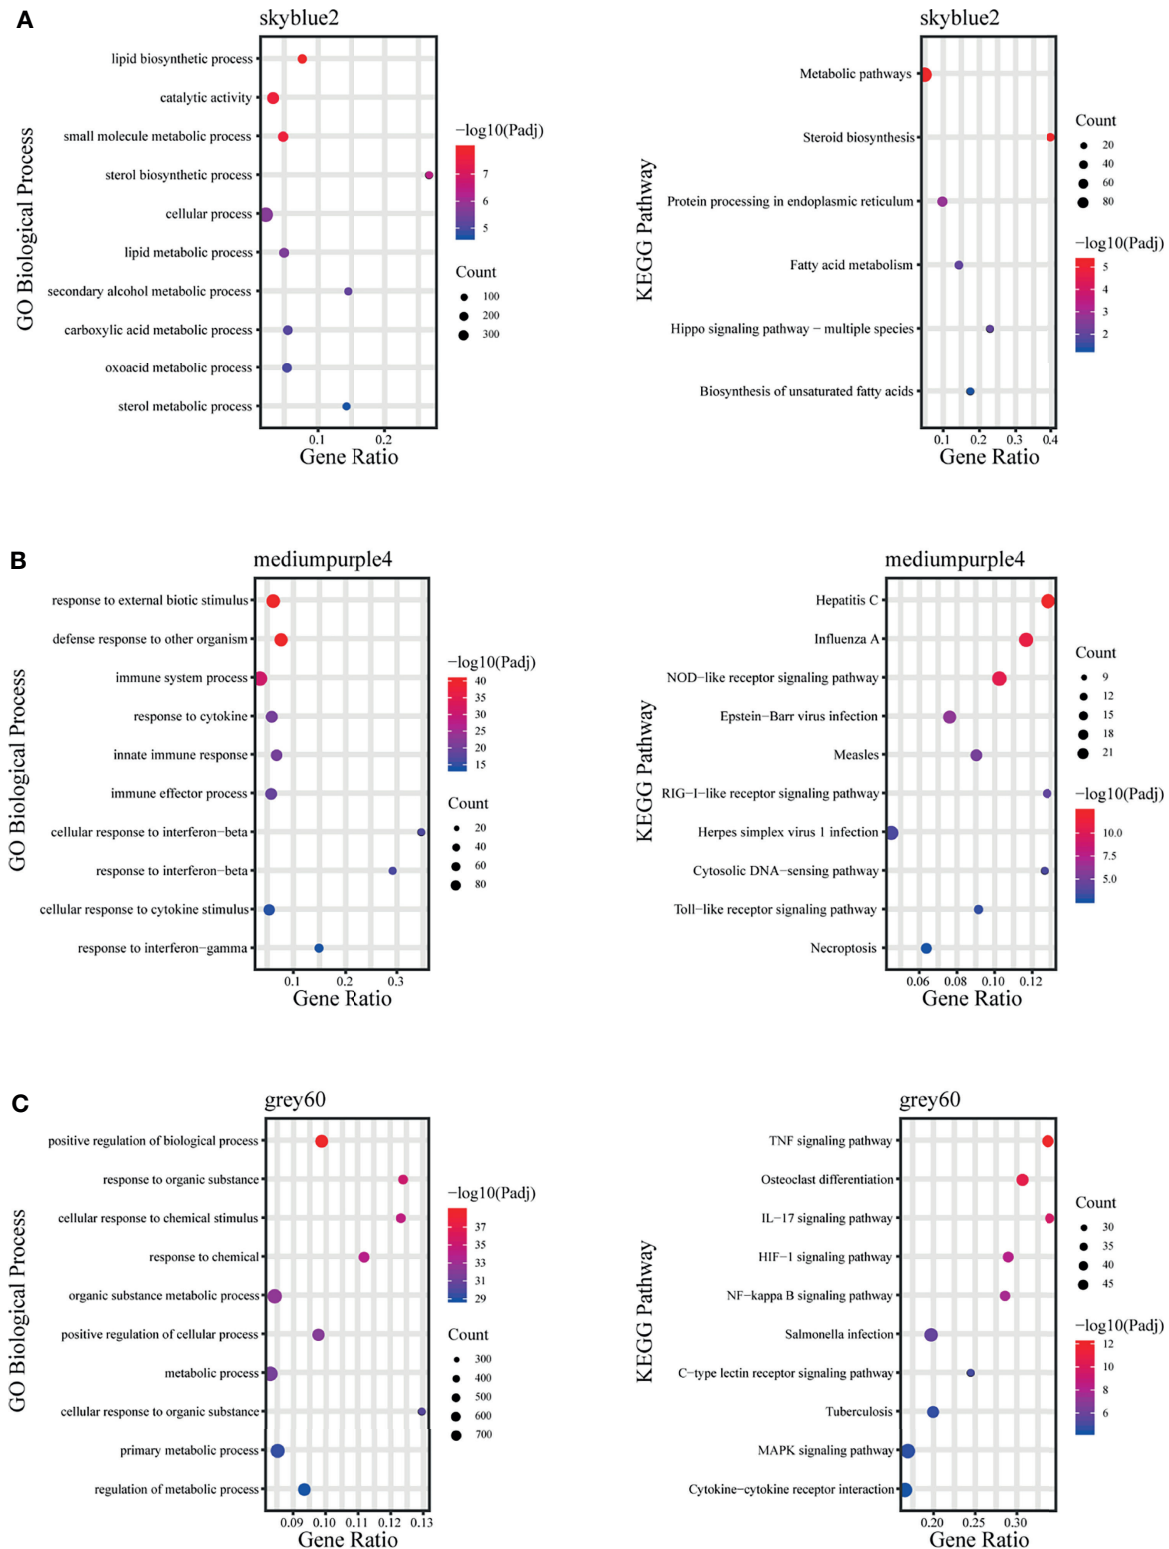 A
skyblue2
GO Biological Process
lipid biosynthetic process
catalytic activity
small molecule metabolic process
sterol biosynthetic process
cellular process
lipid metabolic process
secondary alcohol metabolic process
carboxylic acid metabolic process
oxoacid metabolic process
sterol metabolic process
0.1 0.2
Gene Ratio
−log10(Padj)
7
6
5
Count
100
200
300
skyblue2
KEGG Pathway
Metabolic pathways
Steroid biosynthesis
Protein processing in endoplasmic reticulum
Fatty acid metabolism
Hippo signaling pathway − multiple species
Biosynthesis of unsaturated fatty acids
0.1 0.2 0.3 0.4
Gene Ratio
Count
20
40
60
80
−log10(Padj)
5
4
3
2
B
mediumpurple4
GO Biological Process
response to external biotic stimulus
defense response to other organism
immune system process
response to cytokine
innate immune response
immune effector process
cellular response to interferon−beta
response to interferon−beta
cellular response to cytokine stimulus
response to interferon−gamma
0.1 0.2 0.3
Gene Ratio
−log10(Padj)
40
35
30
25
20
15
Count
20
40
60
80
mediumpurple4
KEGG Pathway
Hepatitis C
Influenza A
NOD−like receptor signaling pathway
Epstein−Barr virus infection
Measles
RIG−I−like receptor signaling pathway
Herpes simplex virus 1 infection
Cytosolic DNA−sensing pathway
Toll−like receptor signaling pathway
Necroptosis
0.06 0.08 0.10 0.12
Gene Ratio
Count
9
12
15
18
21
−log10(Padj)
10.0
7.5
5.0
C
grey60
GO Biological Process
positive regulation of biological process
response to organic substance
cellular response to chemical stimulus
response to chemical
organic substance metabolic process
positive regulation of cellular process
metabolic process
cellular response to organic substance
primary metabolic process
regulation of metabolic process
0.09 0.10 0.11 0.12 0.13
Gene Ratio
−log10(Padj)
37
35
33
31
29
Count
300
400
500
600
700
grey60
KEGG Pathway
TNF signaling pathway
Osteoclast differentiation
IL−17 signaling pathway
HIF−1 signaling pathway
NF−kappa B signaling pathway
Salmonella infection
C−type lectin receptor signaling pathway
Tuberculosis
MAPK signaling pathway
Cytokine−cytokine receptor interaction
0.20 0.25 0.30
Gene Ratio
Count
30
35
40
45
−log10(Padj)
12
10
8
6